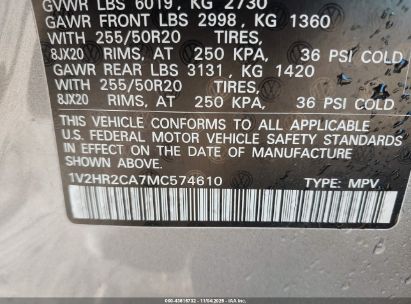 GVWR LBS 6019, KG 2730
GAWR FRONT LBS 2998, KG 1360
WITH 255/50R20 TIRES,
8JX20 RIMS, AT 250 KPA, 36 PSI COLD
GAWR REAR LBS 3131, KG 1420
WITH 255/50R20 TIRES,
8JX20 RIMS, AT 250 KPA, 36 PSI COLD
THIS VEHICLE CONFORMS TO ALL APPLICABLE
U.S. FEDERAL MOTOR VEHICLE SAFETY STANDARDS
IN EFFECT ON THE DATE OF MANUFACTURE
SHOWN ABOVE.
1V2HR2CA7MC574610 TYPE: MPV